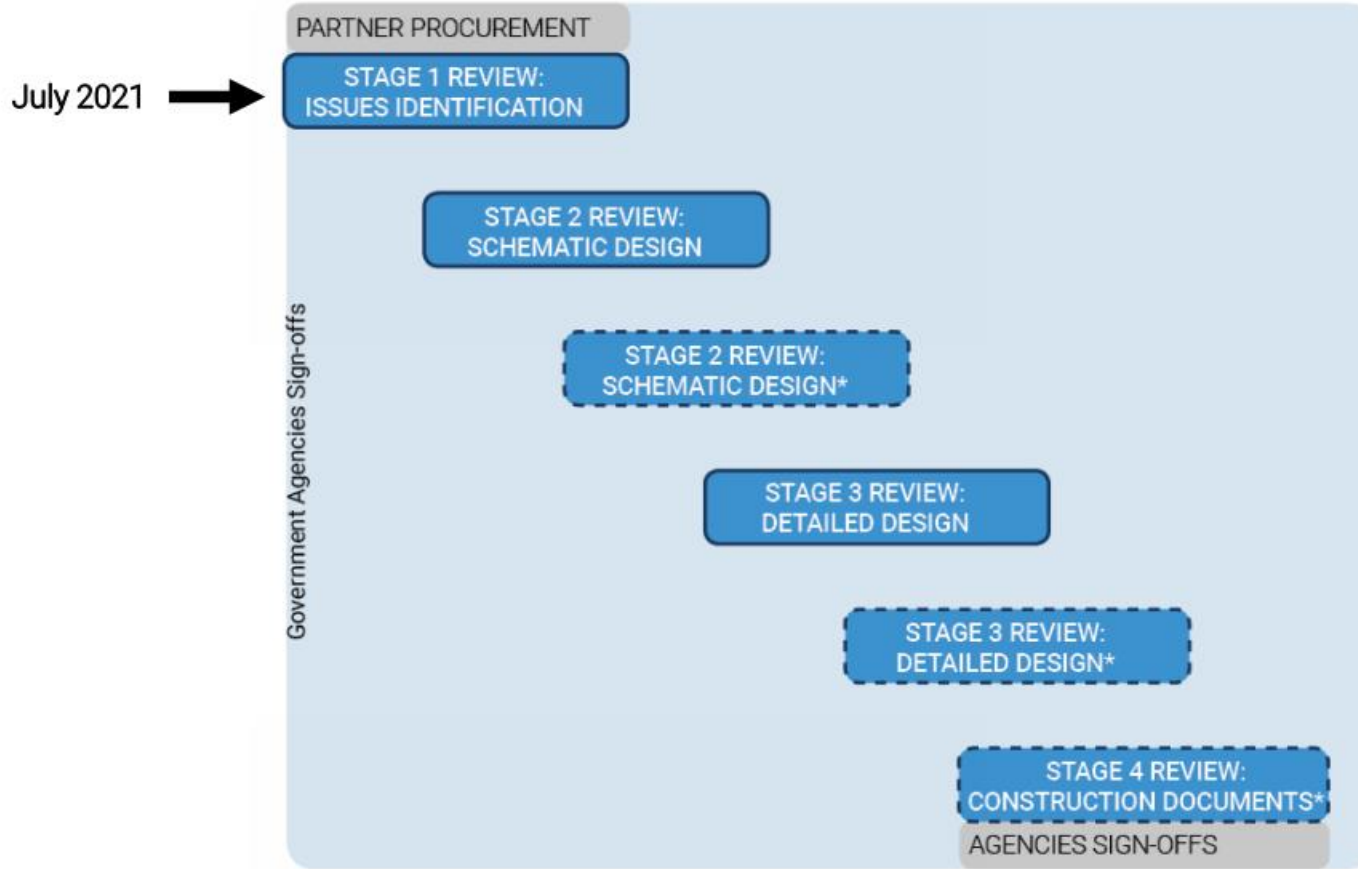 PARTNER PROCUREMENT
July 2021
STAGE 1 REVIEW:
ISSUES IDENTIFICATION
STAGE 2 REVIEW:
SCHEMATIC DESIGN
Government Agencies Sign-offs
STAGE 2 REVIEW:
SCHEMATIC DESIGN*
STAGE 3 REVIEW:
DETAILED DESIGN
STAGE 3 REVIEW:
DETAILED DESIGN*
STAGE 4 REVIEW:
CONSTRUCTION DOCUMENTS*
AGENCIES SIGN-OFFS